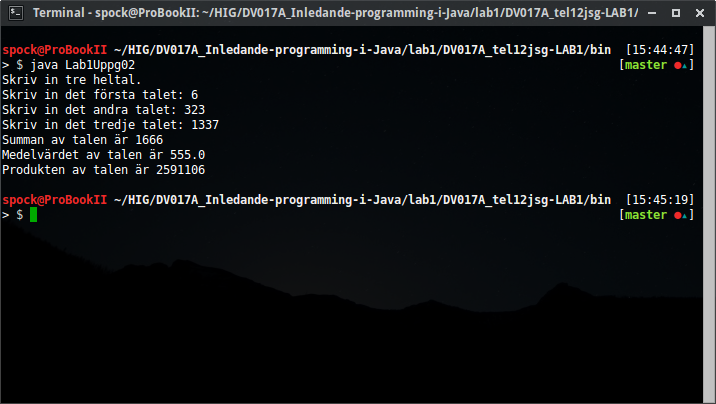 Terminal - spock@ProBookII: ~/HIG/DV017A_Inledande-programming-i-Java/lab1/DV017A_tel12jsg-LAB1/
spock@ProBookII ~/HIG/DV017A_Inledande-programming-i-Java/lab1/DV017A_tel12jsg-LAB1/bin [15:44:47]
> $ java Lab1Uppg02 [master ●▴]
Skriv in tre heltal.
Skriv in det första talet: 6
Skriv in det andra talet: 323
Skriv in det tredje talet: 1337
Summan av talen är 1666
Medelvärdet av talen är 555.0
Produkten av talen är 2591106
spock@ProBookII ~/HIG/DV017A_Inledande-programming-i-Java/lab1/DV017A_tel12jsg-LAB1/bin [15:45:19]
> $ [master ●▴]